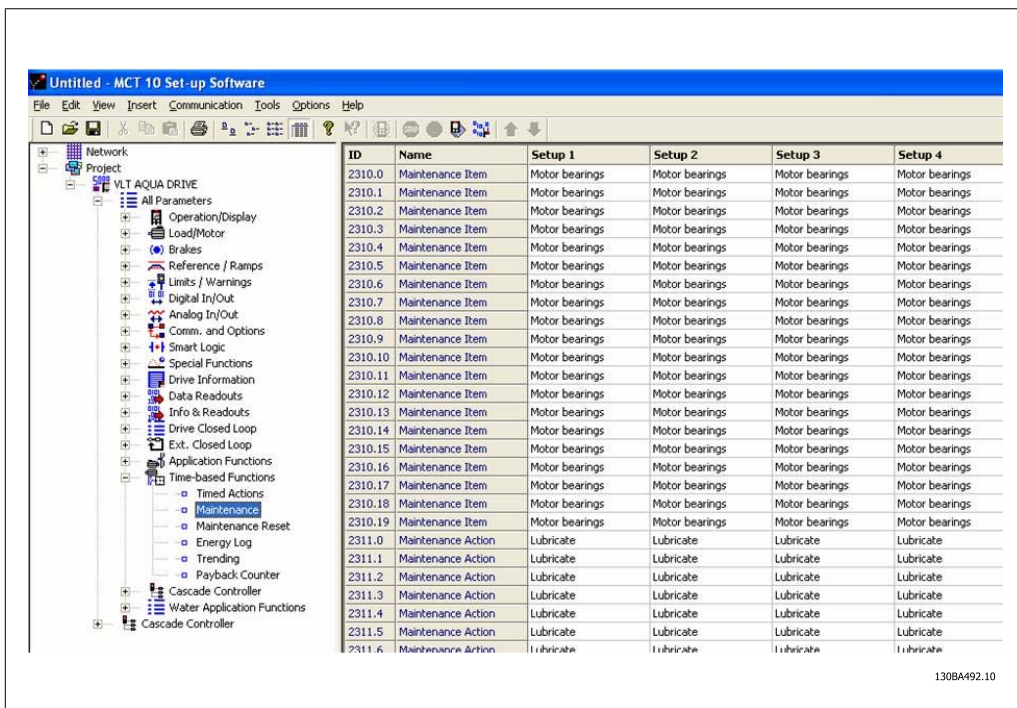 Untitled - MCT 10 Set-up Software
File Edit View Insert Communication Tools Options Help
Network
Project
VLT AQUA DRIVE
All Parameters
Operation/Display
Load/Motor
Brakes
Reference / Ramps
Limits / Warnings
Digital In/Out
Analog In/Out
Comm. and Options
Smart Logic
Special Functions
Drive Information
Data Readouts
Info & Readouts
Drive Closed Loop
Ext. Closed Loop
Application Functions
Time-based Functions
Timed Actions
Maintenance
Maintenance Reset
Energy Log
Trending
Payback Counter
Cascade Controller
Water Application Functions
Cascade Controller
ID Name Setup 1 Setup 2 Setup 3 Setup 4
2310.0 Maintenance Item Motor bearings Motor bearings Motor bearings Motor bearings
2310.1 Maintenance Item Motor bearings Motor bearings Motor bearings Motor bearings
2310.2 Maintenance Item Motor bearings Motor bearings Motor bearings Motor bearings
2310.3 Maintenance Item Motor bearings Motor bearings Motor bearings Motor bearings
2310.4 Maintenance Item Motor bearings Motor bearings Motor bearings Motor bearings
2310.5 Maintenance Item Motor bearings Motor bearings Motor bearings Motor bearings
2310.6 Maintenance Item Motor bearings Motor bearings Motor bearings Motor bearings
2310.7 Maintenance Item Motor bearings Motor bearings Motor bearings Motor bearings
2310.8 Maintenance Item Motor bearings Motor bearings Motor bearings Motor bearings
2310.9 Maintenance Item Motor bearings Motor bearings Motor bearings Motor bearings
2310.10 Maintenance Item Motor bearings Motor bearings Motor bearings Motor bearings
2310.11 Maintenance Item Motor bearings Motor bearings Motor bearings Motor bearings
2310.12 Maintenance Item Motor bearings Motor bearings Motor bearings Motor bearings
2310.13 Maintenance Item Motor bearings Motor bearings Motor bearings Motor bearings
2310.14 Maintenance Item Motor bearings Motor bearings Motor bearings Motor bearings
2310.15 Maintenance Item Motor bearings Motor bearings Motor bearings Motor bearings
2310.16 Maintenance Item Motor bearings Motor bearings Motor bearings Motor bearings
2310.17 Maintenance Item Motor bearings Motor bearings Motor bearings Motor bearings
2310.18 Maintenance Item Motor bearings Motor bearings Motor bearings Motor bearings
2310.19 Maintenance Item Motor bearings Motor bearings Motor bearings Motor bearings
2311.0 Maintenance Action Lubricate Lubricate Lubricate Lubricate
2311.1 Maintenance Action Lubricate Lubricate Lubricate Lubricate
2311.2 Maintenance Action Lubricate Lubricate Lubricate Lubricate
2311.3 Maintenance Action Lubricate Lubricate Lubricate Lubricate
2311.4 Maintenance Action Lubricate Lubricate Lubricate Lubricate
2311.5 Maintenance Action Lubricate Lubricate Lubricate Lubricate
2311.6 Maintenance Action Lubricate Lubricate Lubricate Lubricate
130BA492.10